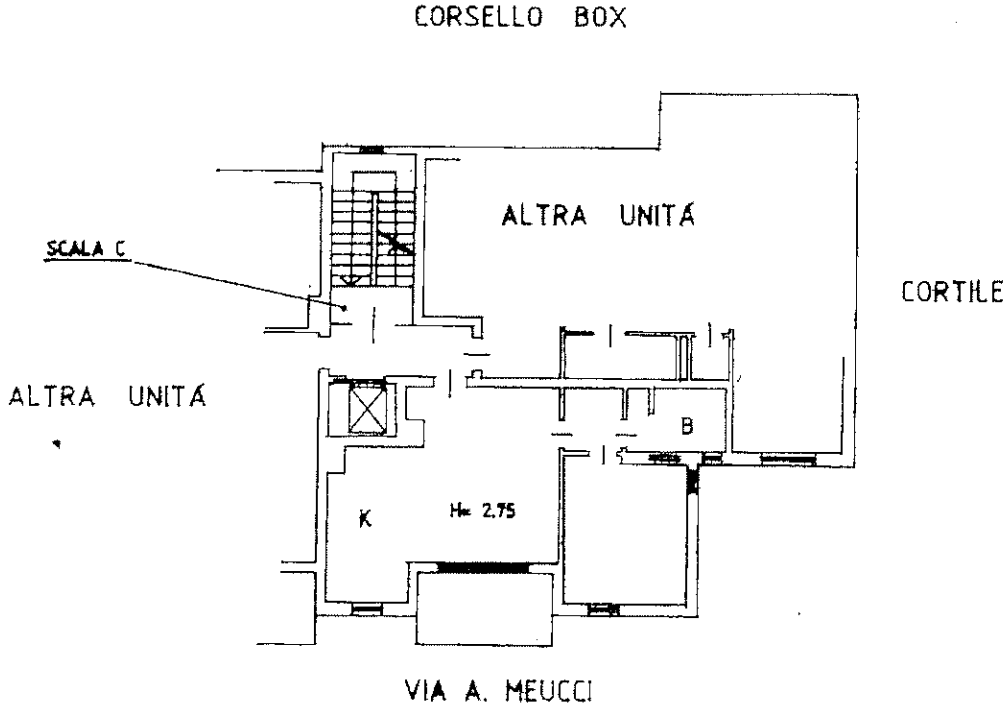 CORSELLO BOX
ALTRA UNITÁ
SCALA C
CORTILE
ALTRA UNITÁ
B
K
H= 2.75
VIA A. MEUCCI